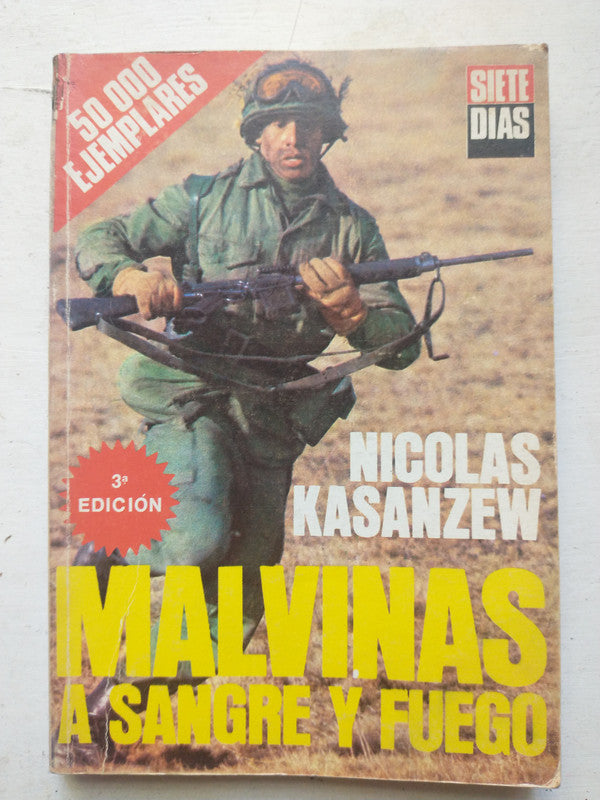 50 000
EJEMPLARES
SIETE
DIAS
NICOLAS
KASANZEW
3ª
EDICIÓN
MALVINAS
A SANGRE Y FUEGO